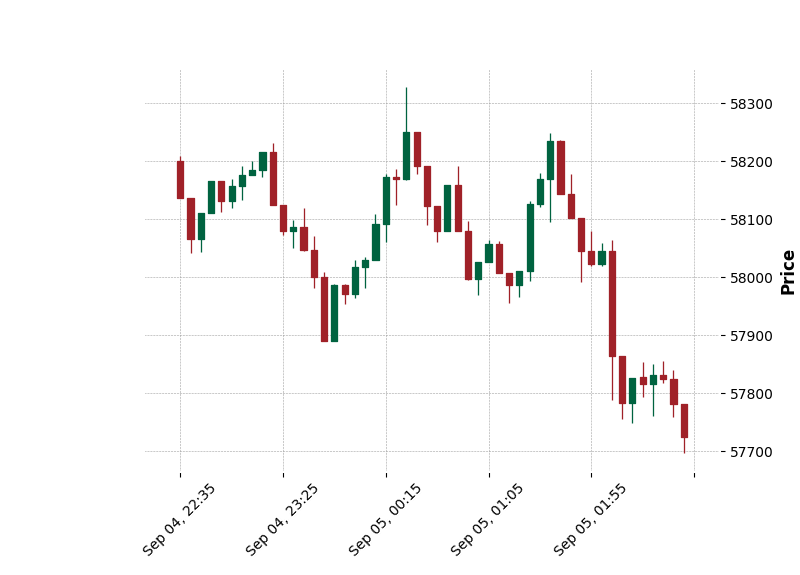 58300
58200
58100
58000
57900
57800
57700
Price
Sep 04, 22:35
Sep 04, 23:25
Sep 05, 00:15
Sep 05, 01:05
Sep 05, 01:55